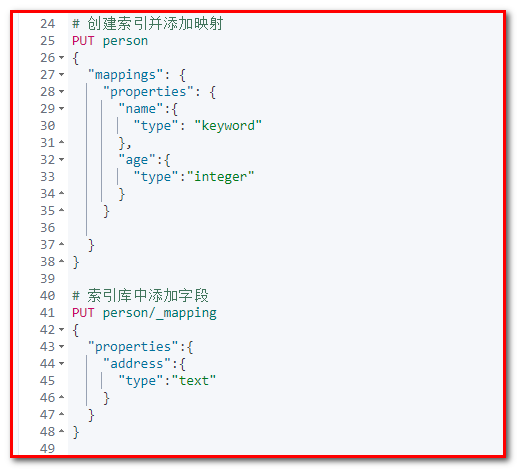 24 # 创建索引并添加映射
25 PUT person
26 {
27 "mappings": {
28 "properties": {
29 "name":{
30 "type": "keyword"
31 },
32 "age":{
33 "type":"integer"
34 }
35 }
36
37 }
38 }
39
40 # 索引库中添加字段
41 PUT person/_mapping
42 {
43 "properties":{
44 "address":{
45 "type":"text"
46 }
47 }
48 }
49